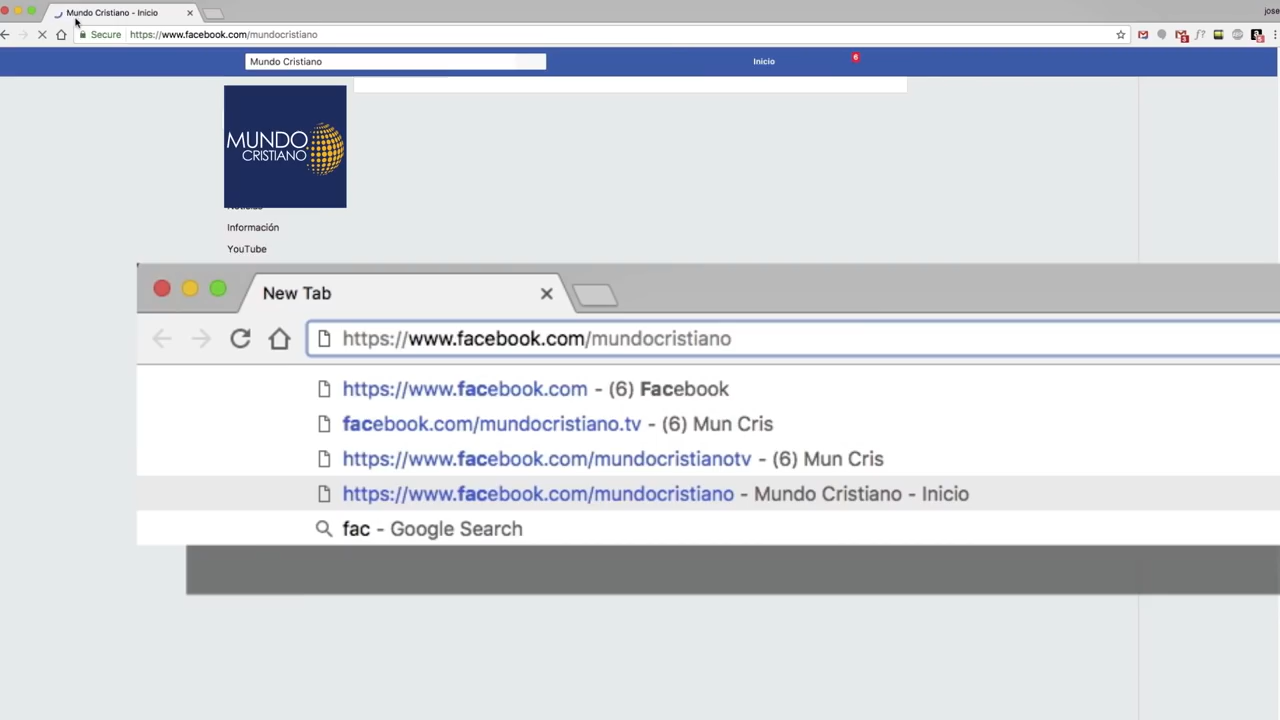 Mundo Cristiano - Inicio
jose
Secure https://www.facebook.com/mundocristiano
Mundo Cristiano
Inicio
6
MUNDO
CRISTIANO
Información
YouTube
New Tab
https://www.facebook.com/mundocristiano
https://www.facebook.com - (6) Facebook
facebook.com/mundocristiano.tv - (6) Mun Cris
https://www.facebook.com/mundocristianotv - (6) Mun Cris
https://www.facebook.com/mundocristiano - Mundo Cristiano - Inicio
fac - Google Search